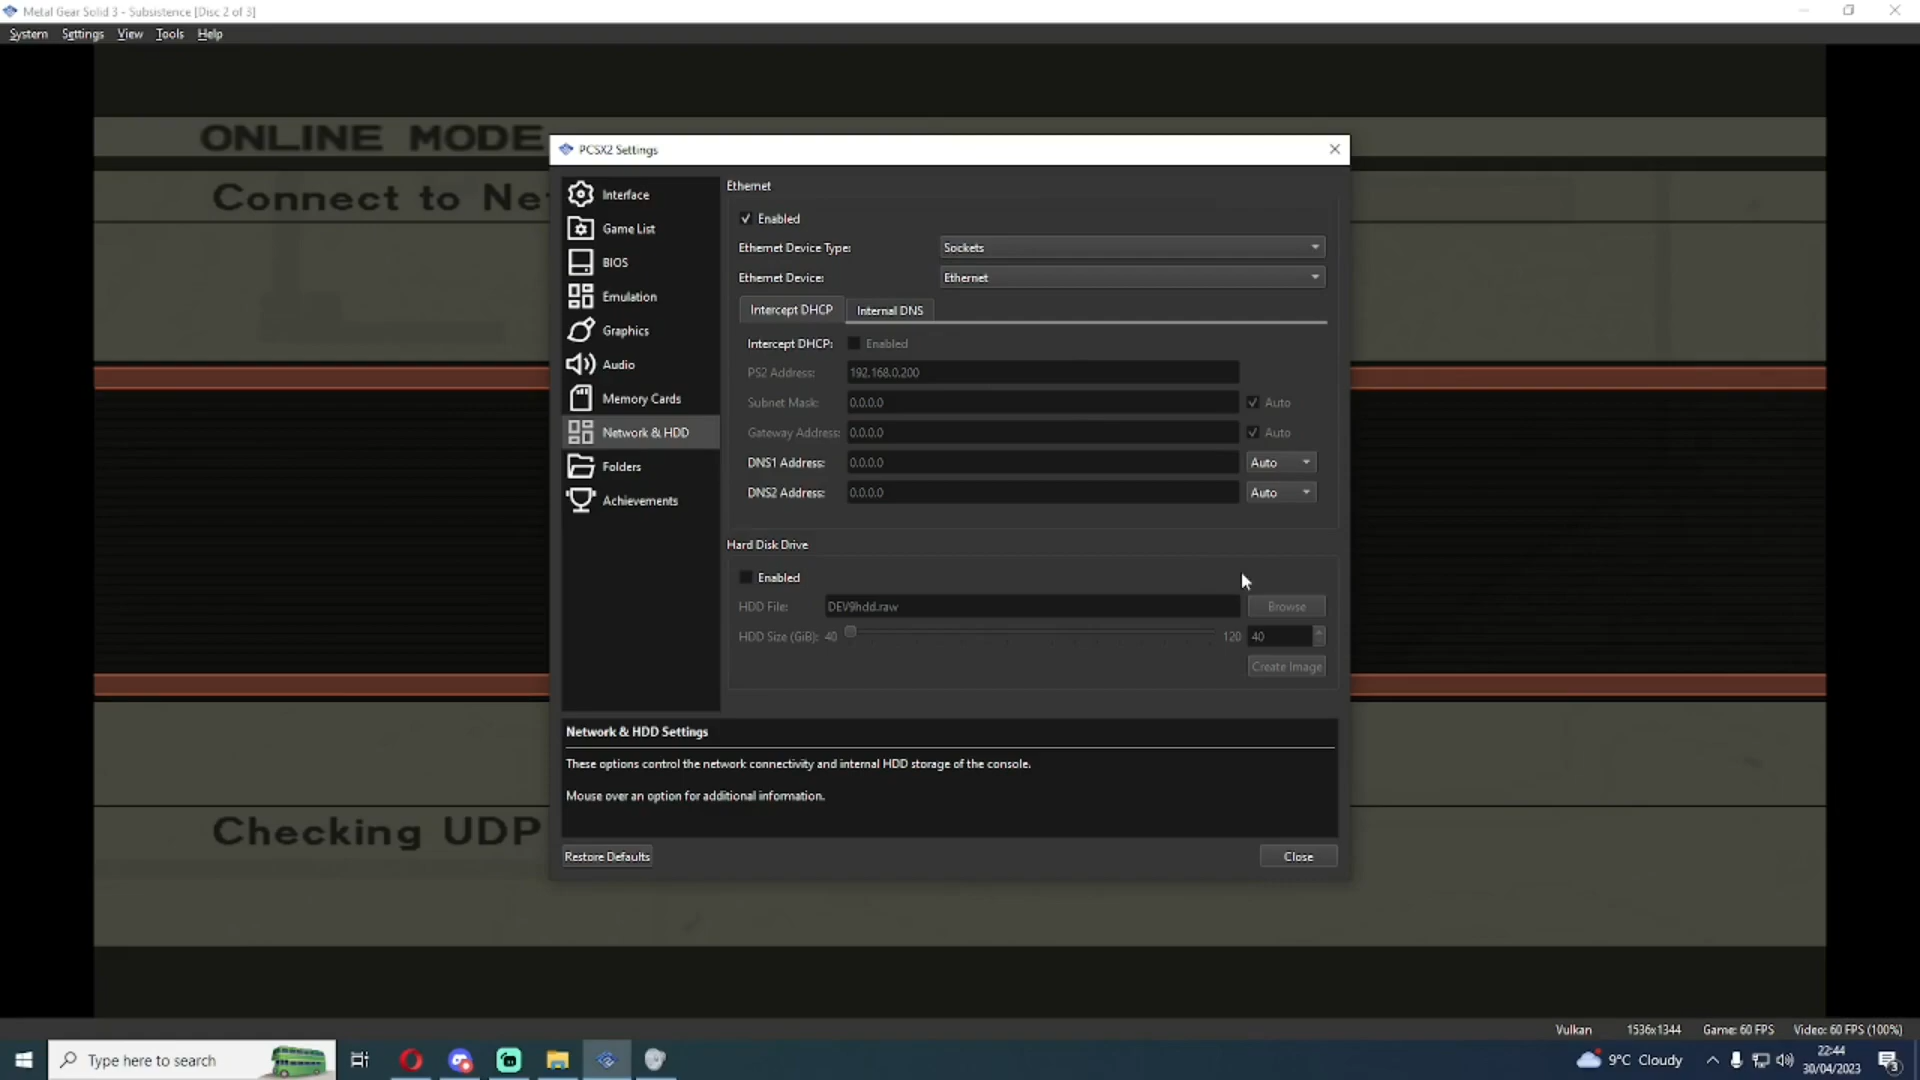 Metal Gear Solid 3 - Subsistence [Disc 2 of 3]
System Settings View Tools Help
ONLINE MODE
Connect to Ne
PCSX2 Settings
Interface
Game List
BIOS
Emulation
Graphics
Audio
Memory Cards
Network & HDD
Folders
Achievements
Ethernet
Enabled
Ethernet Device Type: Sockets
Ethernet Device: Ethernet
Intercept DHCP Internal DNS
Intercept DHCP: Enabled
PS2 Address: 192.168.0.200
Subnet Mask: 0.0.0.0 Auto
Gateway Address: 0.0.0.0 Auto
DNS1 Address: 0.0.0.0 Auto
DNS2 Address: 0.0.0.0 Auto
Hard Disk Drive
Enabled
HDD File: DEV9hdd.raw Browse
HDD Size (GiB): 40 120 40
Create Image
Network & HDD Settings
These options control the network connectivity and internal HDD storage of the console.
Mouse over an option for additional information.
Restore Defaults Close
Checking UDP
Vulkan 1536x1344 Game: 60 FPS Video: 60 FPS (100%)
Type here to search
9°C Cloudy
22:44
30/04/2023
3